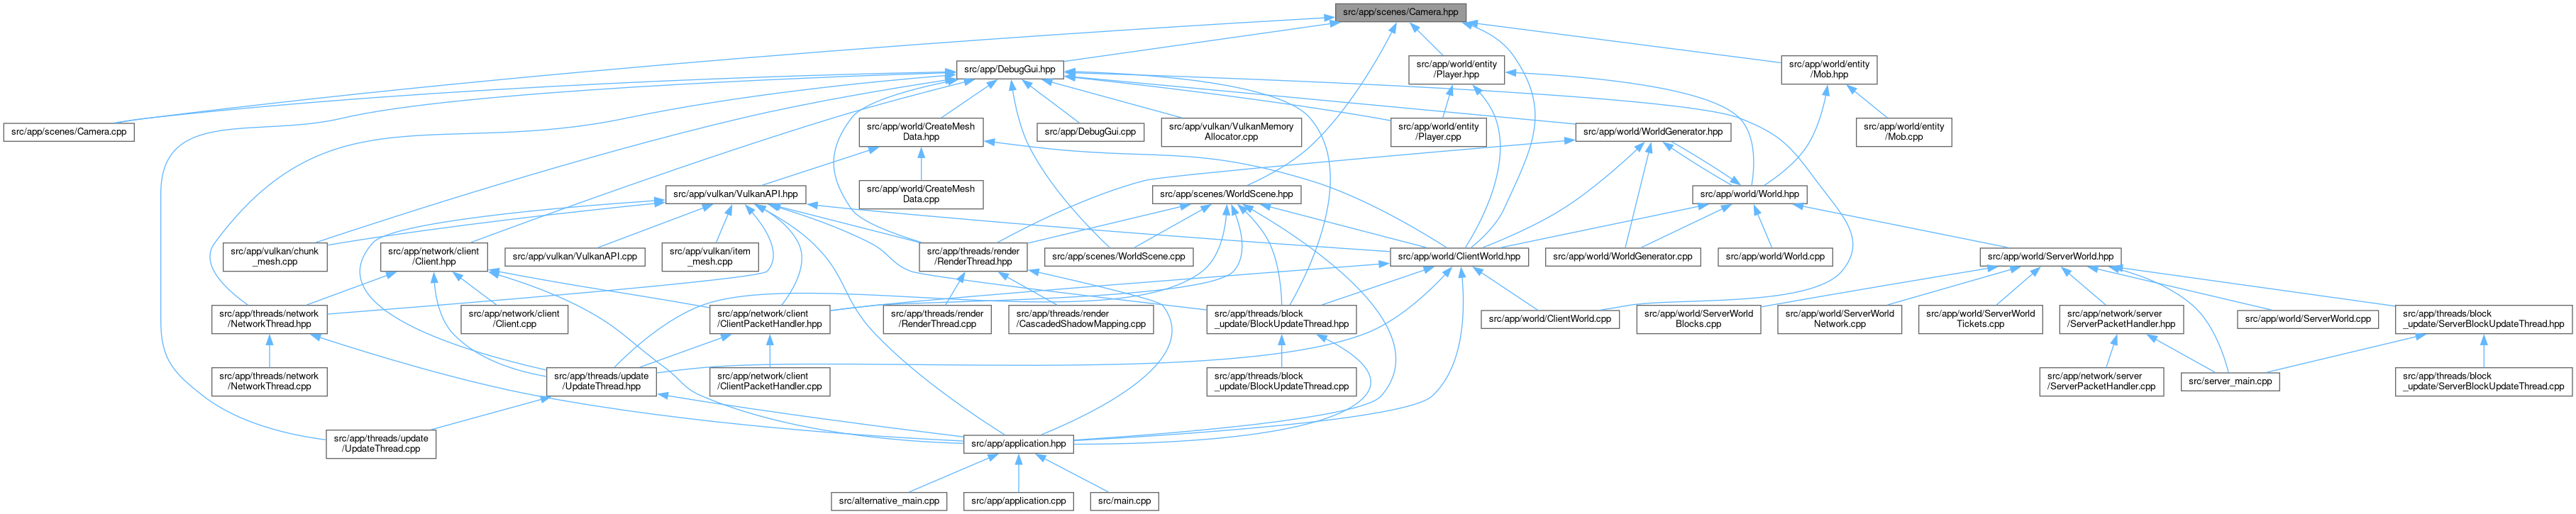 src/app/scenes/Camera.hpp
src/app/DebugGui.hpp
src/app/world/entity
/Player.hpp
src/app/world/entity
/Mob.hpp
src/app/scenes/Camera.cpp
src/app/world/CreateMesh
Data.hpp
src/app/DebugGui.cpp
src/app/vulkan/VulkanMemory
Allocator.cpp
src/app/world/entity
/Player.cpp
src/app/world/WorldGenerator.hpp
src/app/world/entity
/Mob.cpp
src/app/vulkan/VulkanAPI.hpp
src/app/world/CreateMesh
Data.cpp
src/app/scenes/WorldScene.hpp
src/app/world/World.hpp
src/app/vulkan/chunk
_mesh.cpp
src/app/network/client
/Client.hpp
src/app/vulkan/VulkanAPI.cpp
src/app/vulkan/item
_mesh.cpp
src/app/threads/render
/RenderThread.hpp
src/app/scenes/WorldScene.cpp
src/app/world/ClientWorld.hpp
src/app/world/WorldGenerator.cpp
src/app/world/World.cpp
src/app/world/ServerWorld.hpp
src/app/threads/network
/NetworkThread.hpp
src/app/network/client
/Client.cpp
src/app/network/client
/ClientPacketHandler.hpp
src/app/threads/render
/RenderThread.cpp
src/app/threads/render
/CascadedShadowMapping.cpp
src/app/threads/block
_update/BlockUpdateThread.hpp
src/app/world/ClientWorld.cpp
src/app/world/ServerWorld
Blocks.cpp
src/app/world/ServerWorld
Network.cpp
src/app/world/ServerWorld
Tickets.cpp
src/app/network/server
/ServerPacketHandler.hpp
src/app/world/ServerWorld.cpp
src/app/threads/block
_update/ServerBlockUpdateThread.hpp
src/app/threads/network
/NetworkThread.cpp
src/app/threads/update
/UpdateThread.hpp
src/app/network/client
/ClientPacketHandler.cpp
src/app/threads/block
_update/BlockUpdateThread.cpp
src/app/network/server
/ServerPacketHandler.cpp
src/server_main.cpp
src/app/threads/block
_update/ServerBlockUpdateThread.cpp
src/app/threads/update
/UpdateThread.cpp
src/app/application.hpp
src/alternative_main.cpp
src/app/application.cpp
src/main.cpp